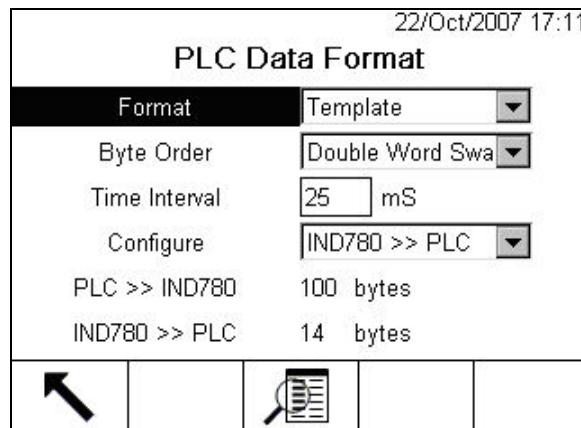 22/Oct/2007 17:11
PLC Data Format
Format Template
Byte Order Double Word Swa
Time Interval 25 mS
Configure IND780 >> PLC
PLC >> IND780 100 bytes
IND780 >> PLC 14 bytes